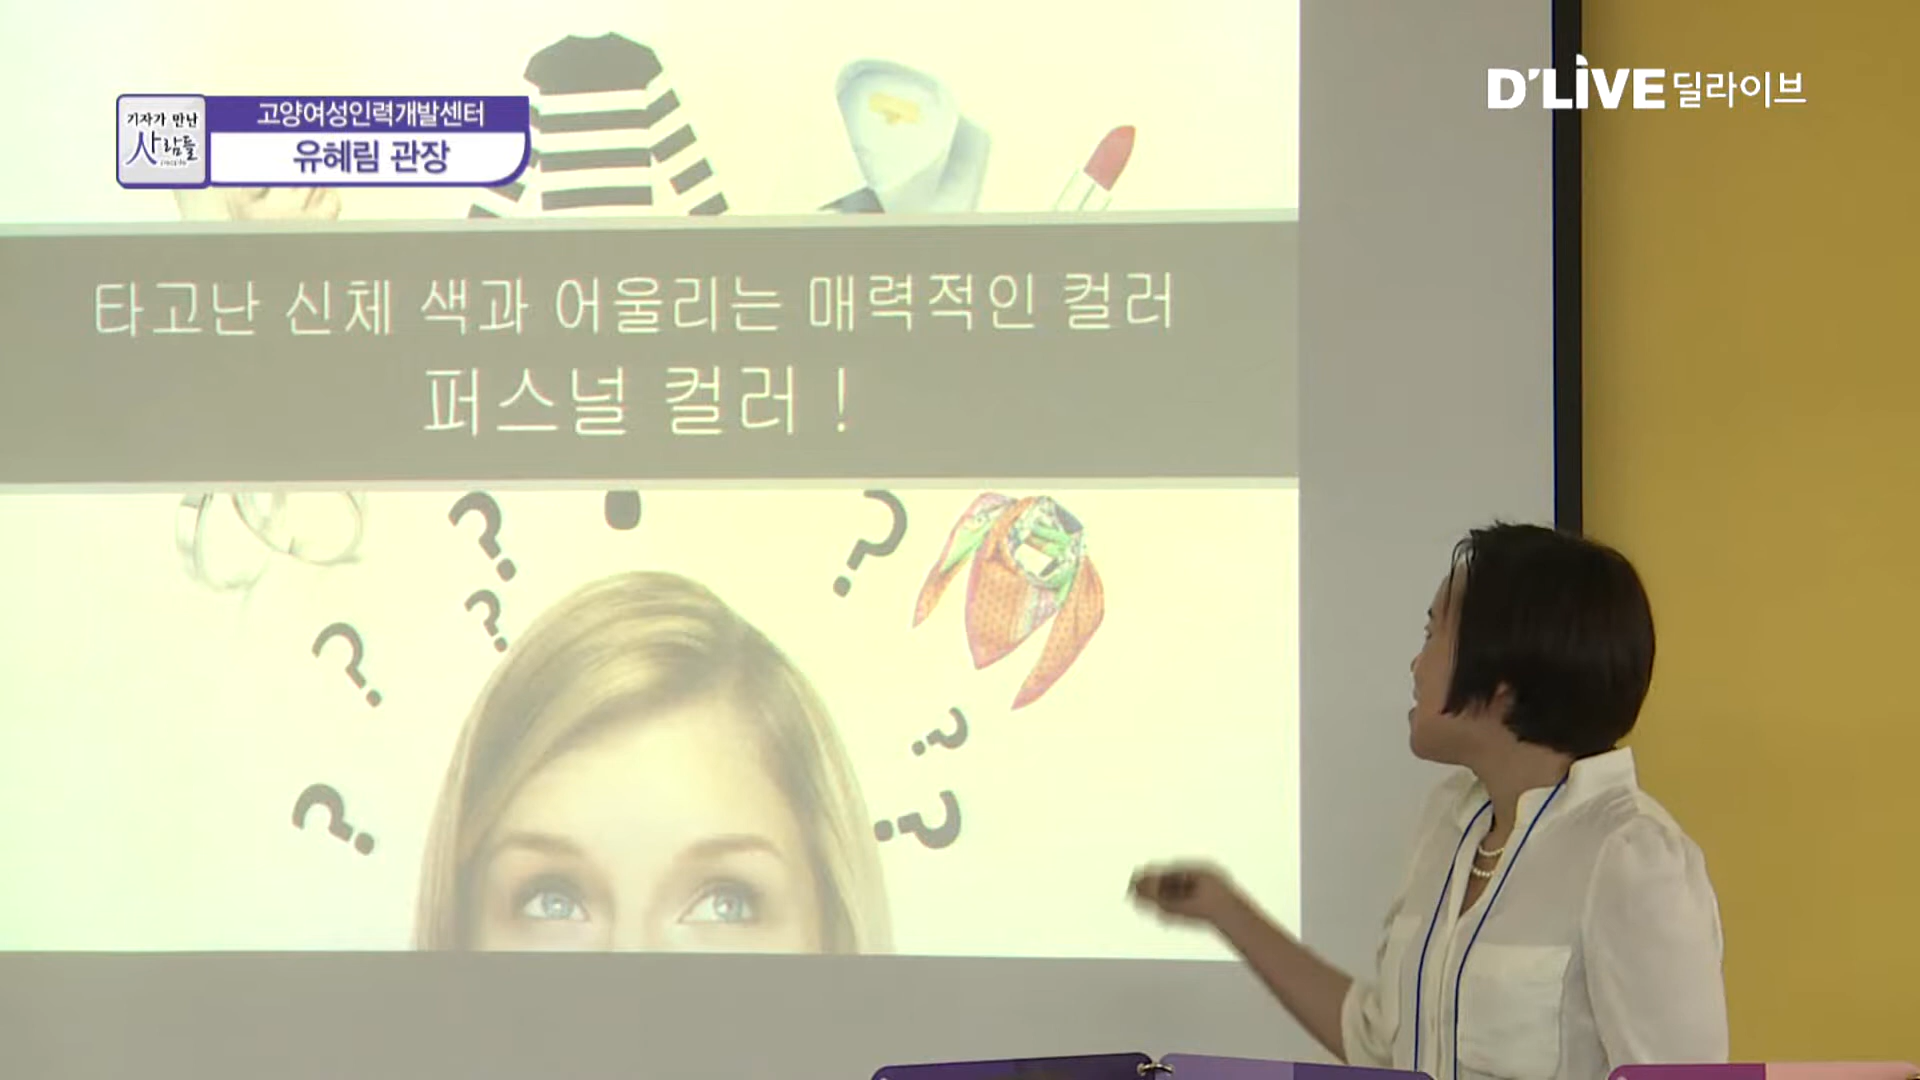 기자가 만난
사람들
고양여성인력개발센터
유혜림 관장
D'LIVE 딜라이브
타고난 신체 색과 어울리는 매력적인 컬러
퍼스널 컬러 !
? ? ? ? ? ? ?